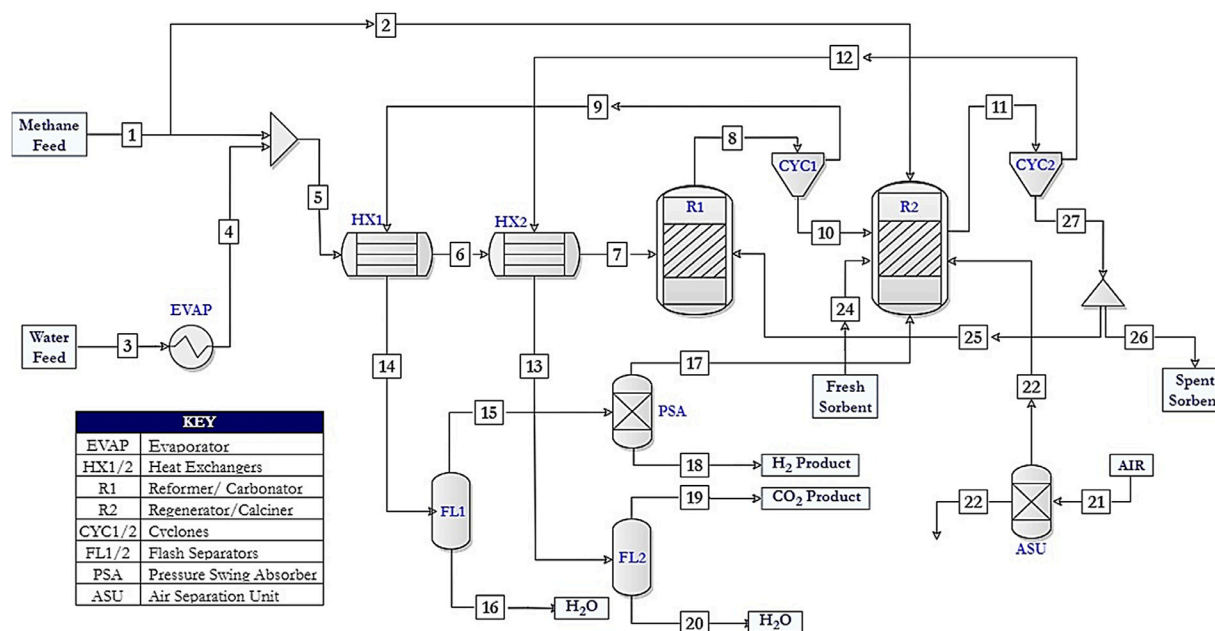 2
12
9
11
8
Methane
Feed
1
CYC1
CYC2
R1
R2
5
HX1
HX2
27
4
10
6
7
EVAP
24
Water
Feed
3
25
26
14
13
17
Fresh
Sorbent
22
Spent
Sorbent
15
PSA
KEY
EVAP Evaporator
HX1/2 Heat Exchangers
R1 Reformer/ Carbonator
R2 Regenerator/Calciner
CYC1/2 Cyclones
FL1/2 Flash Separators
PSA Pressure Swing Absorber
ASU Air Separation Unit
18
H2 Product
AIR
19
CO2 Product
22
21
FL1
FL2
ASU
16
H2O
20
H2O